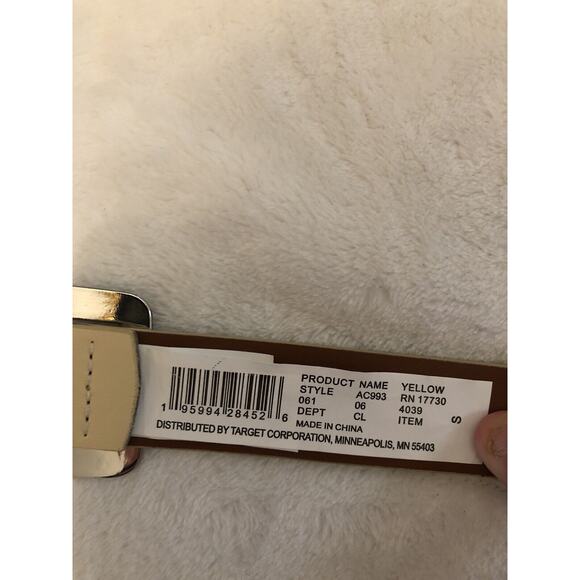 PRODUCT NAME YELLOW
STYLE AC993 RN 17730
061 06 4039
DEPT CL ITEM S
MADE IN CHINA
1 95994 28452 6
DISTRIBUTED BY TARGET CORPORATION, MINNEAPOLIS, MN 55403